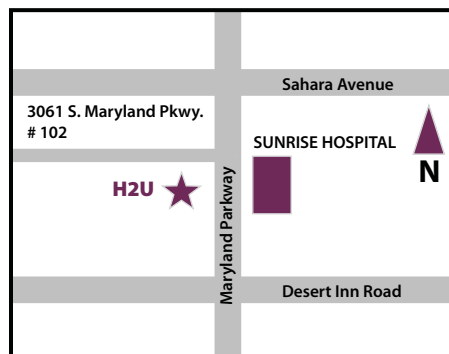 Sahara Avenue
3061 S. Maryland Pkwy.
# 102
SUNRISE HOSPITAL
N
H2U
Maryland Parkway
Desert Inn Road